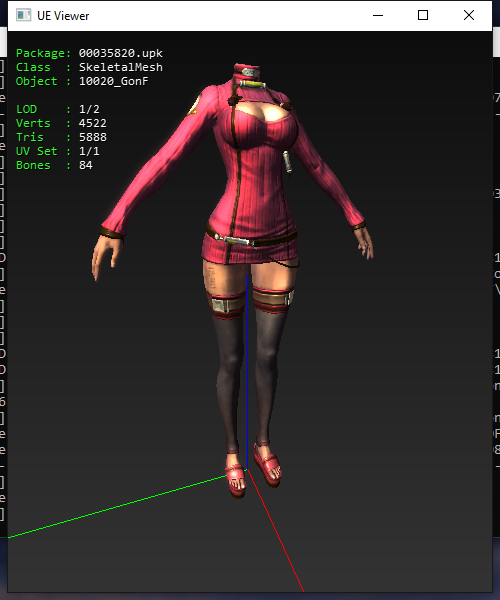 UE Viewer
Package: 00035820.upk
Class  : SkeletalMesh
Object : 10020_GonF
LOD    : 1/2
Verts  : 4522
Tris   : 5888
UV Set : 1/1
Bones  : 84